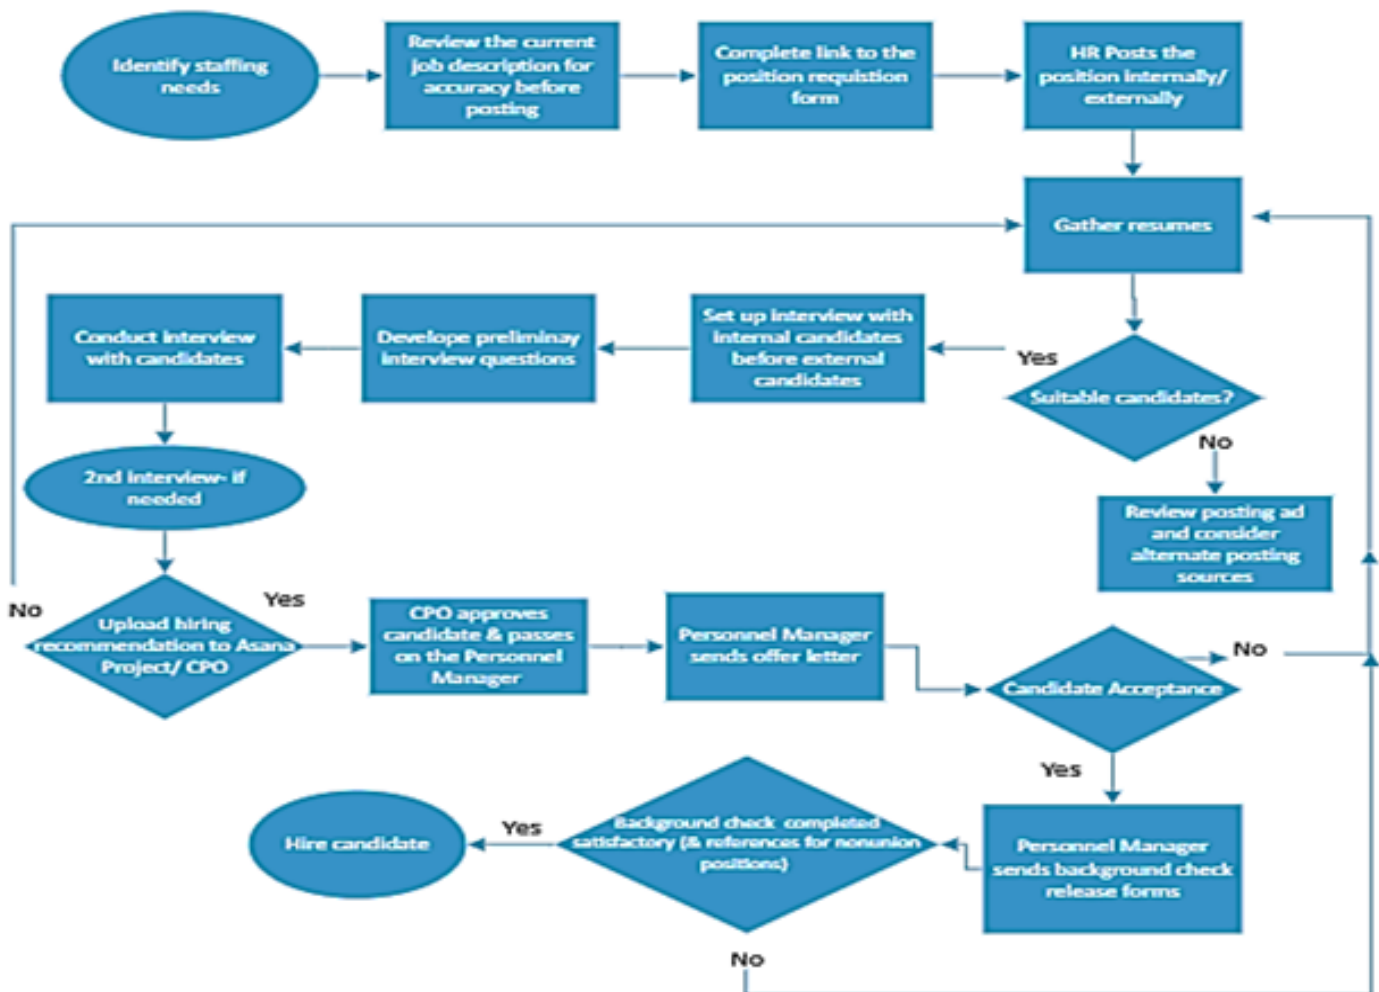 Identify staffing
needs
Review the current
job description for
accuracy before
posting
Complete link to the
position requistion
form
HR Posts the
position internally/
externally
Gather resumes
Conduct interview
with candidates
Develope preliminay
interview questions
Set up interview with
internal candidates
before external
candidates
Yes
Suitable candidates?
No
2nd interview- if
needed
Review posting ad
and consider
alternate posting
sources
No
Yes
Upload hiring
recommendation to Asana
Project/ CPO
CPO approves
candidate & passes
on the Personnel
Manager
Personnel Manager
sends offer letter
Candidate Acceptance
No
Yes
Hire candidate
Yes
Background check completed
satisfactory (& references for nonunion
positions)
Personnel Manager
sends background check
release forms
No